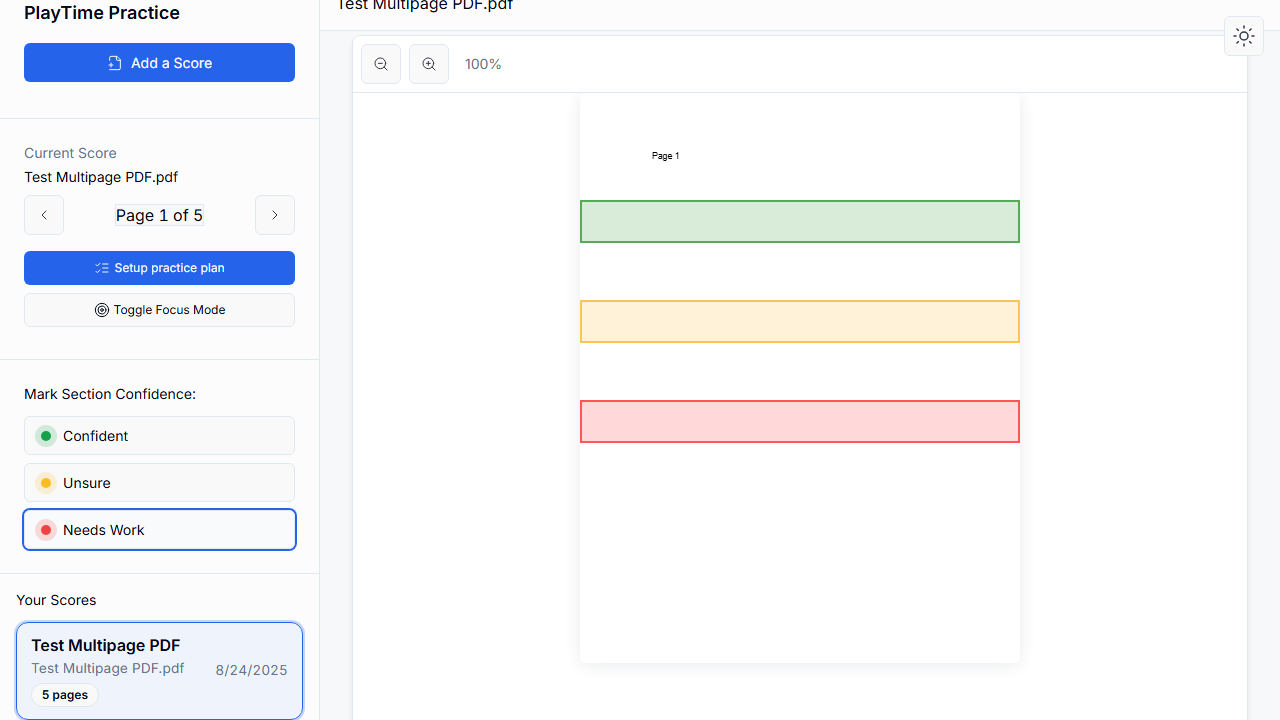 PlayTime Practice
Add a Score
Current Score
Test Multipage PDF.pdf
Page 1 of 5
Setup practice plan
Toggle Focus Mode
Mark Section Confidence:
Confident
Unsure
Needs Work
Your Scores
Test Multipage PDF
Test Multipage PDF.pdf
8/24/2025
5 pages
Test Multipage PDF.pdf
100%
Page 1